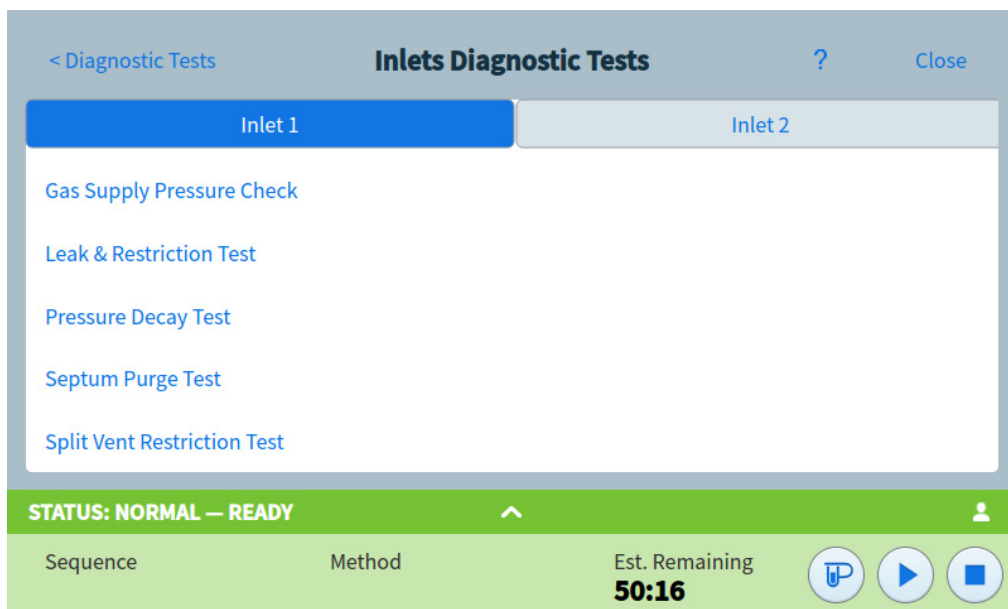 < Diagnostic Tests Inlets Diagnostic Tests ? Close
Inlet 1 Inlet 2
Gas Supply Pressure Check
Leak & Restriction Test
Pressure Decay Test
Septum Purge Test
Split Vent Restriction Test
STATUS: NORMAL — READY
Sequence Method Est. Remaining
50:16